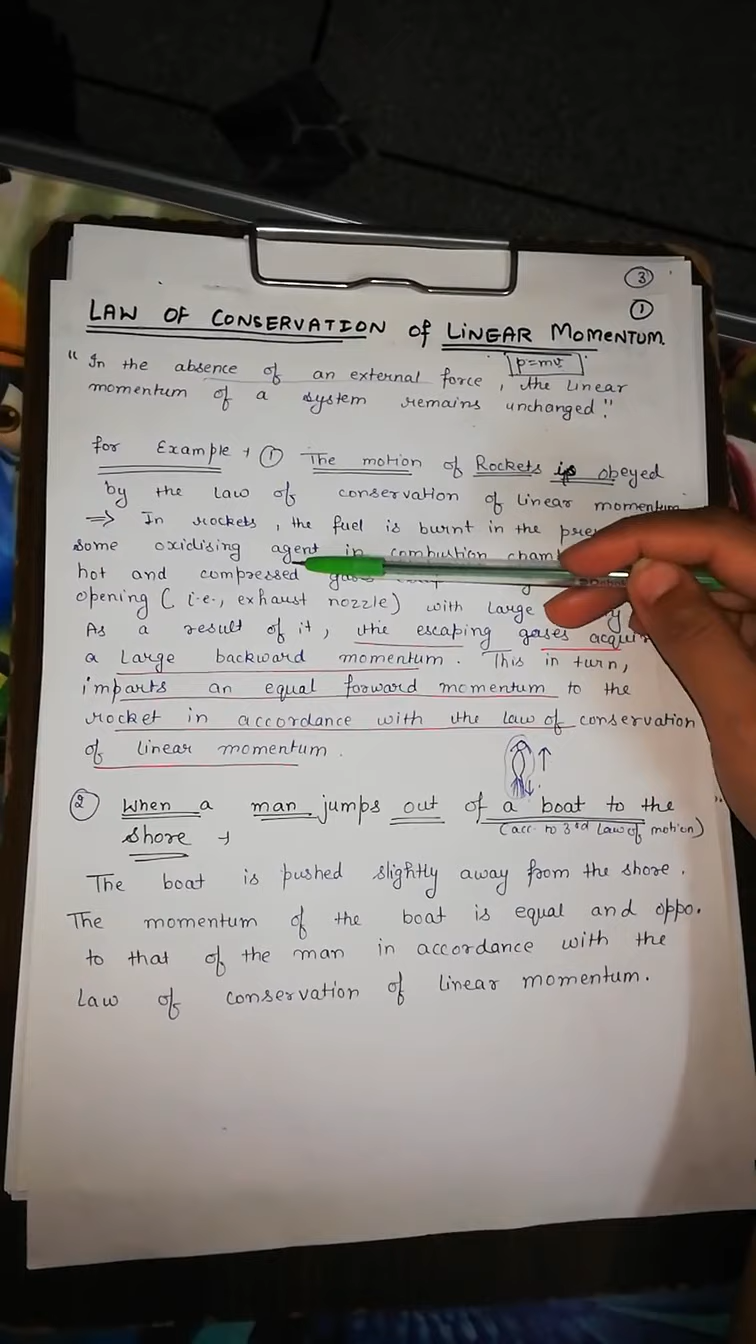 ③
①
LAW OF CONSERVATION of LINEAR MOMENTUM.
p=mv
" In the absence of an external force, the linear
momentum of a system remains unchanged."
for Example → ① The motion of Rockets is obeyed
by the law of conservation of linear momentum
⇒ In rockets, the fuel is burnt in the
some oxidising agent in combustion
hot and compressed
opening (i.e., exhaust nozzle) with large
As a result of it, the escaping gases
a large backward momentum. This in turn,
imparts an equal forward momentum to the
rocket in accordance with the law of conservation
of linear momentum.
② When a man jumps out of a boat to the
(acc. to 3rd law of motion)
shore →
The boat is pushed slightly away from the shore.
The momentum of the boat is equal and oppo.
to that of the man in accordance with the
law of conservation of linear momentum.